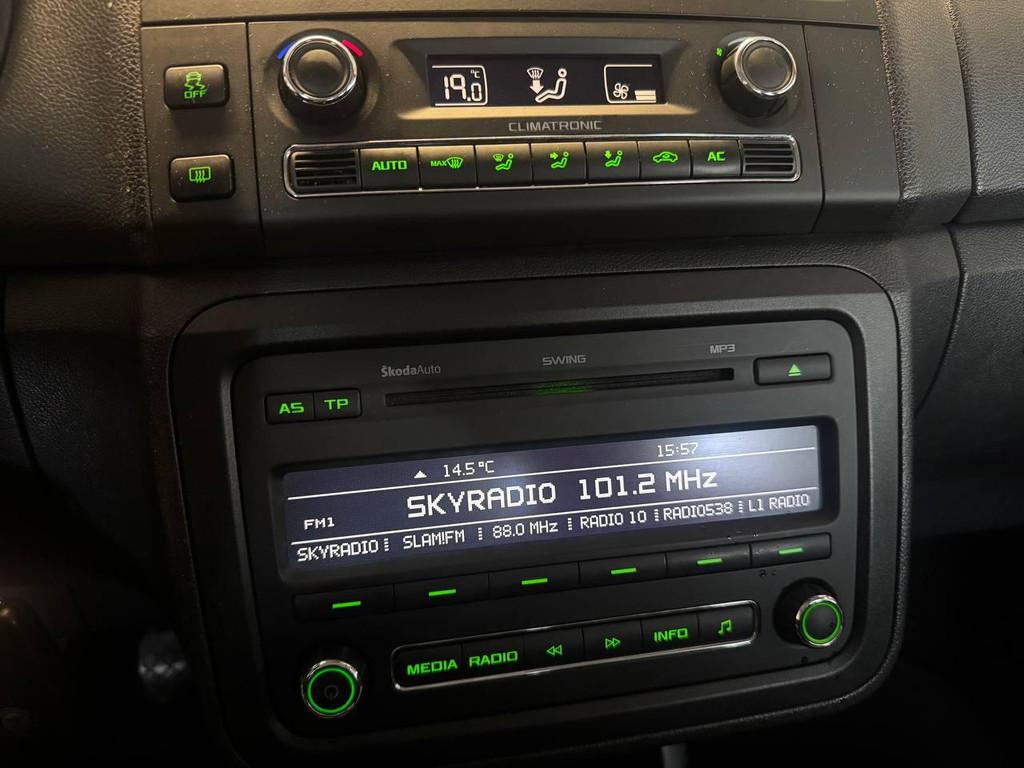 OFF
19.0 °C
CLIMATRONIC
AUTO MAX AC
ŠkodaAuto SWING MP3
AS TP
14.5°C 15:57
FM1 SKYRADIO 101.2 MHz
SKYRADIO SLAM!FM 88.0 MHz RADIO 10 RADIO538 L1 RADIO
MEDIA RADIO INFO